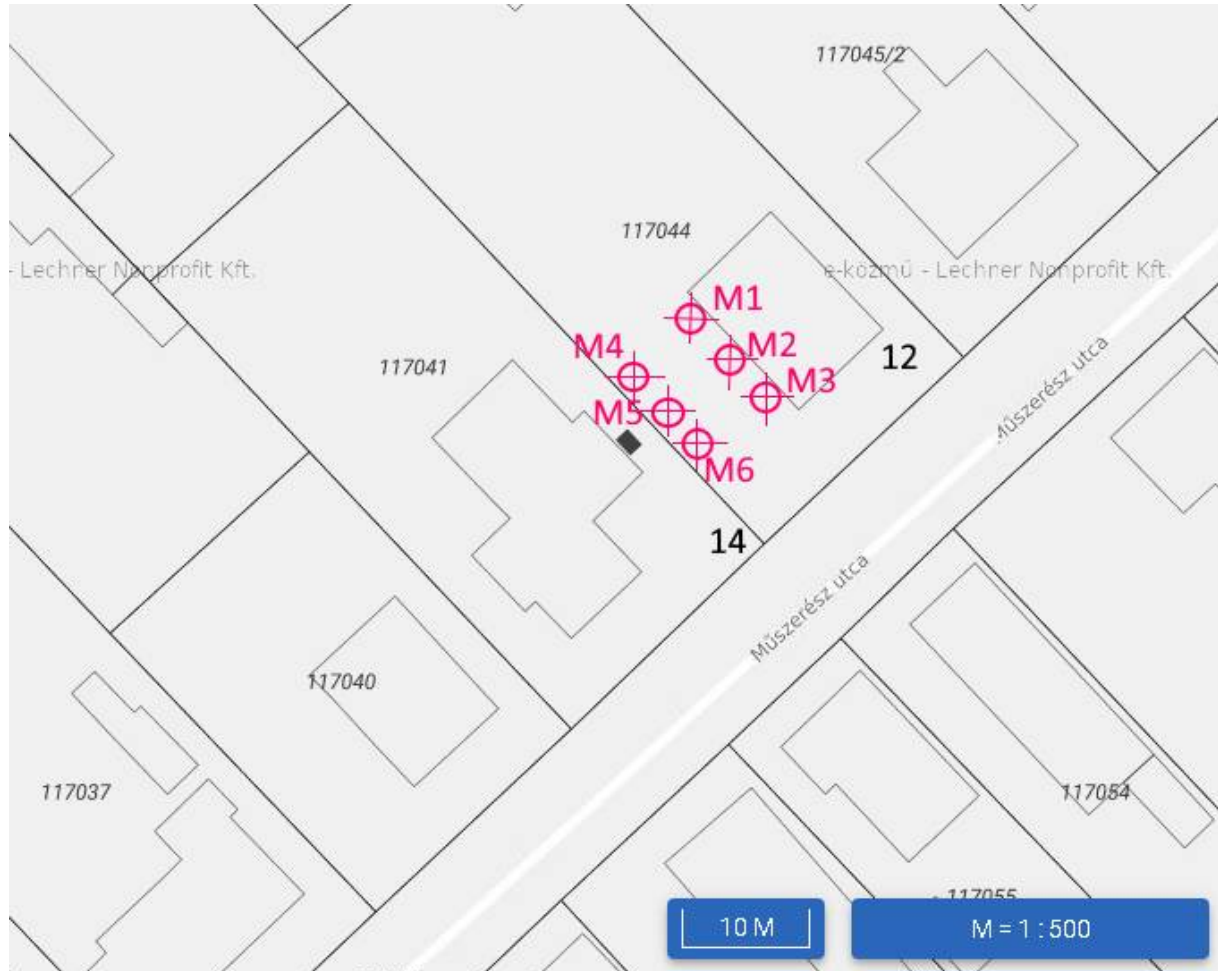 117045/2
117044
- Lechner Nonprofit Kft.
e-közmű - Lechner Nonprofit Kft.
M1
M2
12
M4
M3
117041
M5
M6
Műszerész utca
14
Műszerész utca
117040
117037
117054
117055
10 M
M = 1 : 500